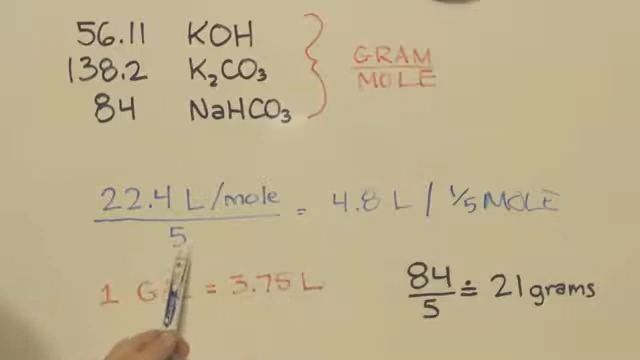 56.11 KOH
138.2 K₂CO₃
84 NaHCO₃
GRAM
MOLE
22.4 L/mole
5
= 4.8 L / 1/5 MOLE
1 = 3.75 L
84
5
≐ 21 grams